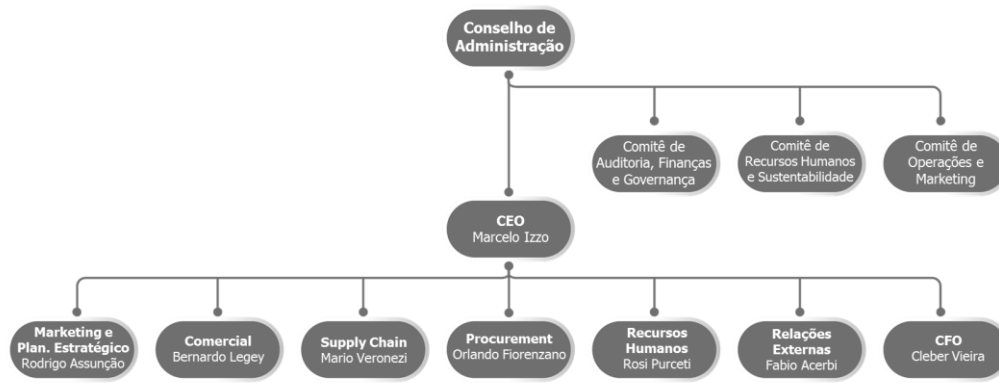 Conselho de
Administração
Comitê de
Auditoria, Finanças
e Governança
Comitê de
Recursos Humanos
e Sustentabilidade
Comitê de
Operações e
Marketing
CEO
Marcelo Izzo
Marketing e
Plan. Estratégico
Rodrigo Assunção
Comercial
Bernardo Legey
Supply Chain
Mario Veronezi
Procurement
Orlando Fiorenzano
Recursos
Humanos
Rosi Purceti
Relações
Externas
Fabio Acerbi
CFO
Cleber Vieira